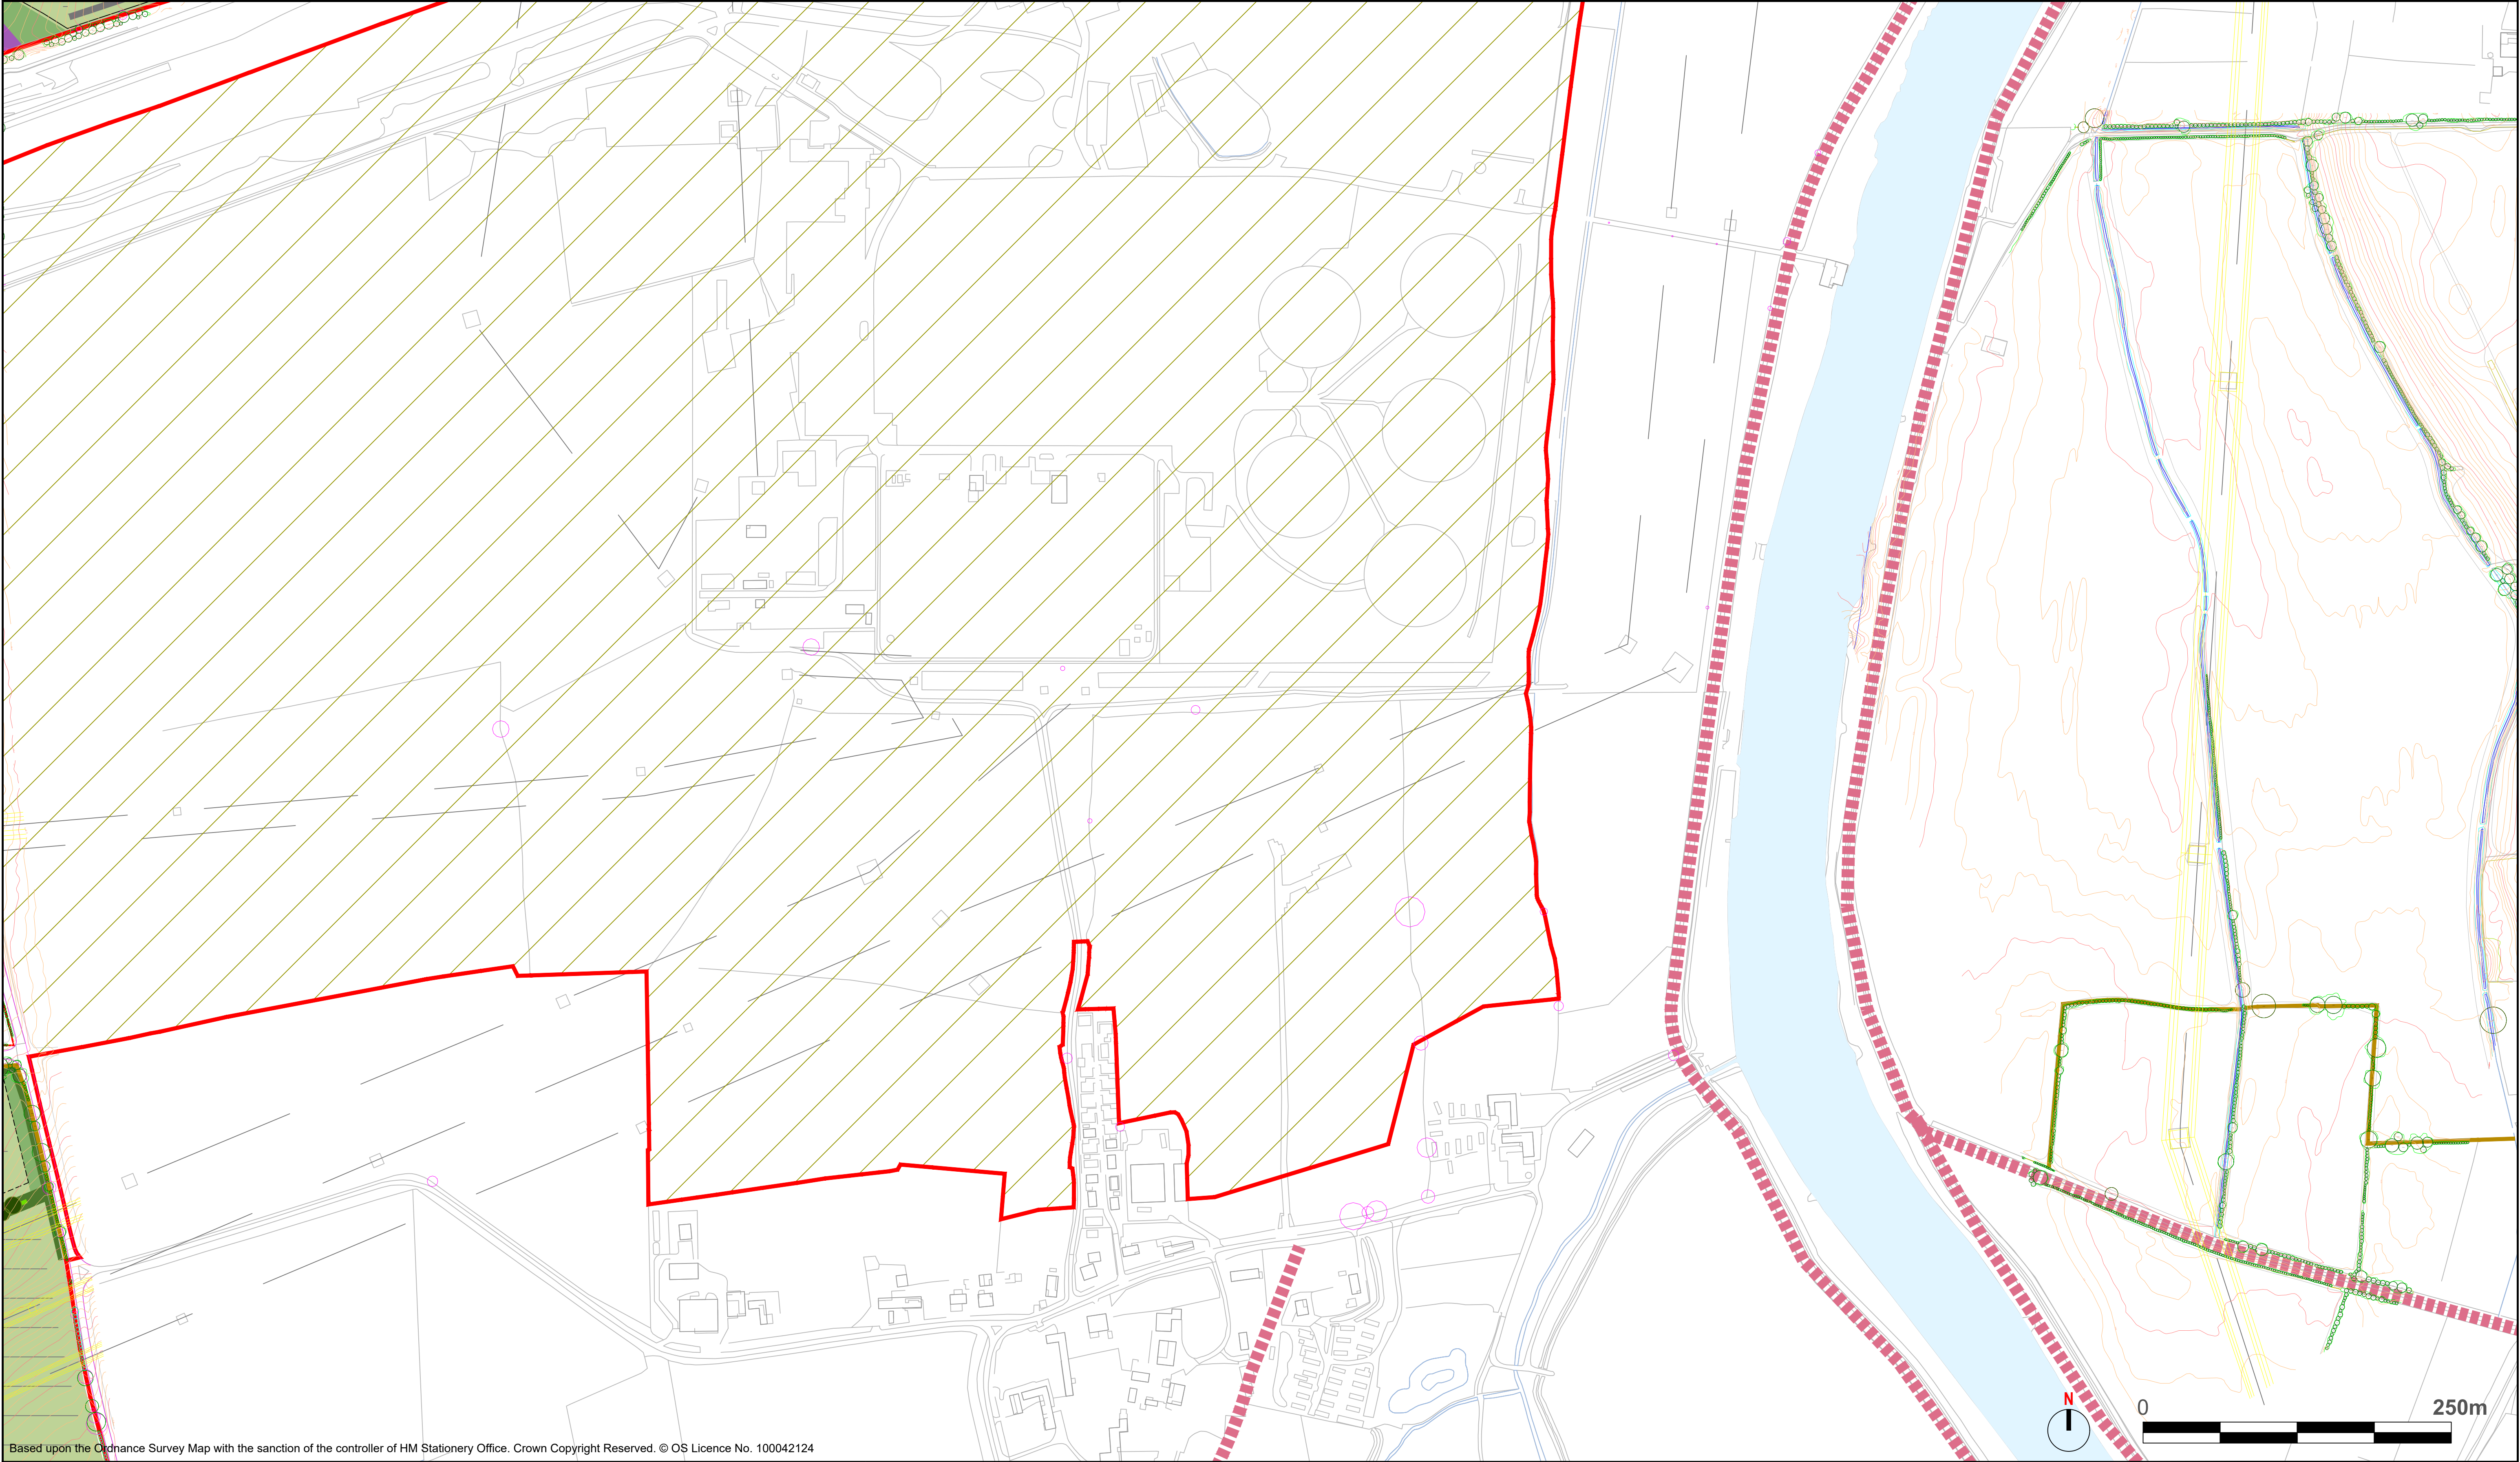 N
0 250m
Based upon the Ordnance Survey Map with the sanction of the controller of HM Stationery Office. Crown Copyright Reserved. © OS Licence No. 100042124